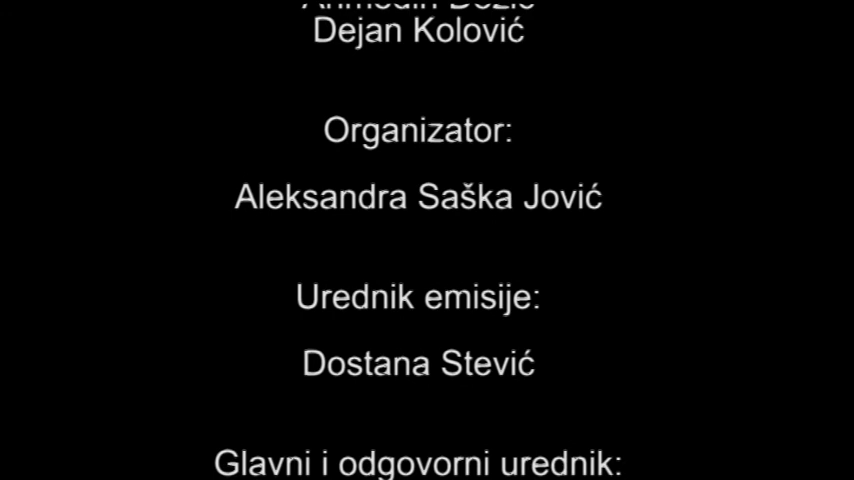 Dejan Kolović
Organizator:
Aleksandra Saška Jović
Urednik emisije:
Dostana Stević
Glavni i odgovorni urednik: